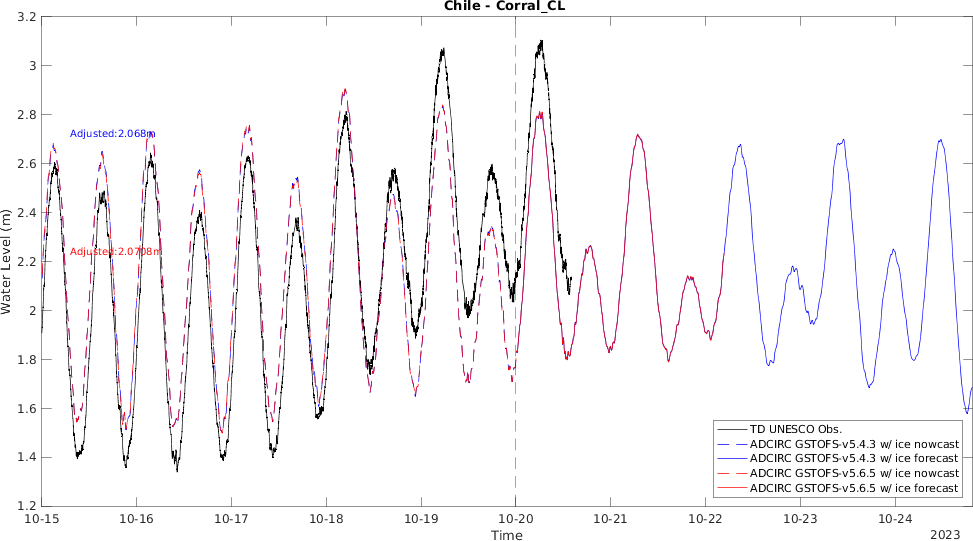 Chile - Corral_CL
3.2
3
2.8
2.6
2.4
2.2
2
1.8
1.6
1.4
1.2
Water Level (m)
Adjusted:2.068m
Adjusted:2.0708m
TD UNESCO Obs.
ADCIRC GSTOFS-v5.4.3 w/ ice nowcast
ADCIRC GSTOFS-v5.4.3 w/ ice forecast
ADCIRC GSTOFS-v5.6.5 w/ ice nowcast
ADCIRC GSTOFS-v5.6.5 w/ ice forecast
10-15 10-16 10-17 10-18 10-19 10-20 10-21 10-22 10-23 10-24
Time
2023